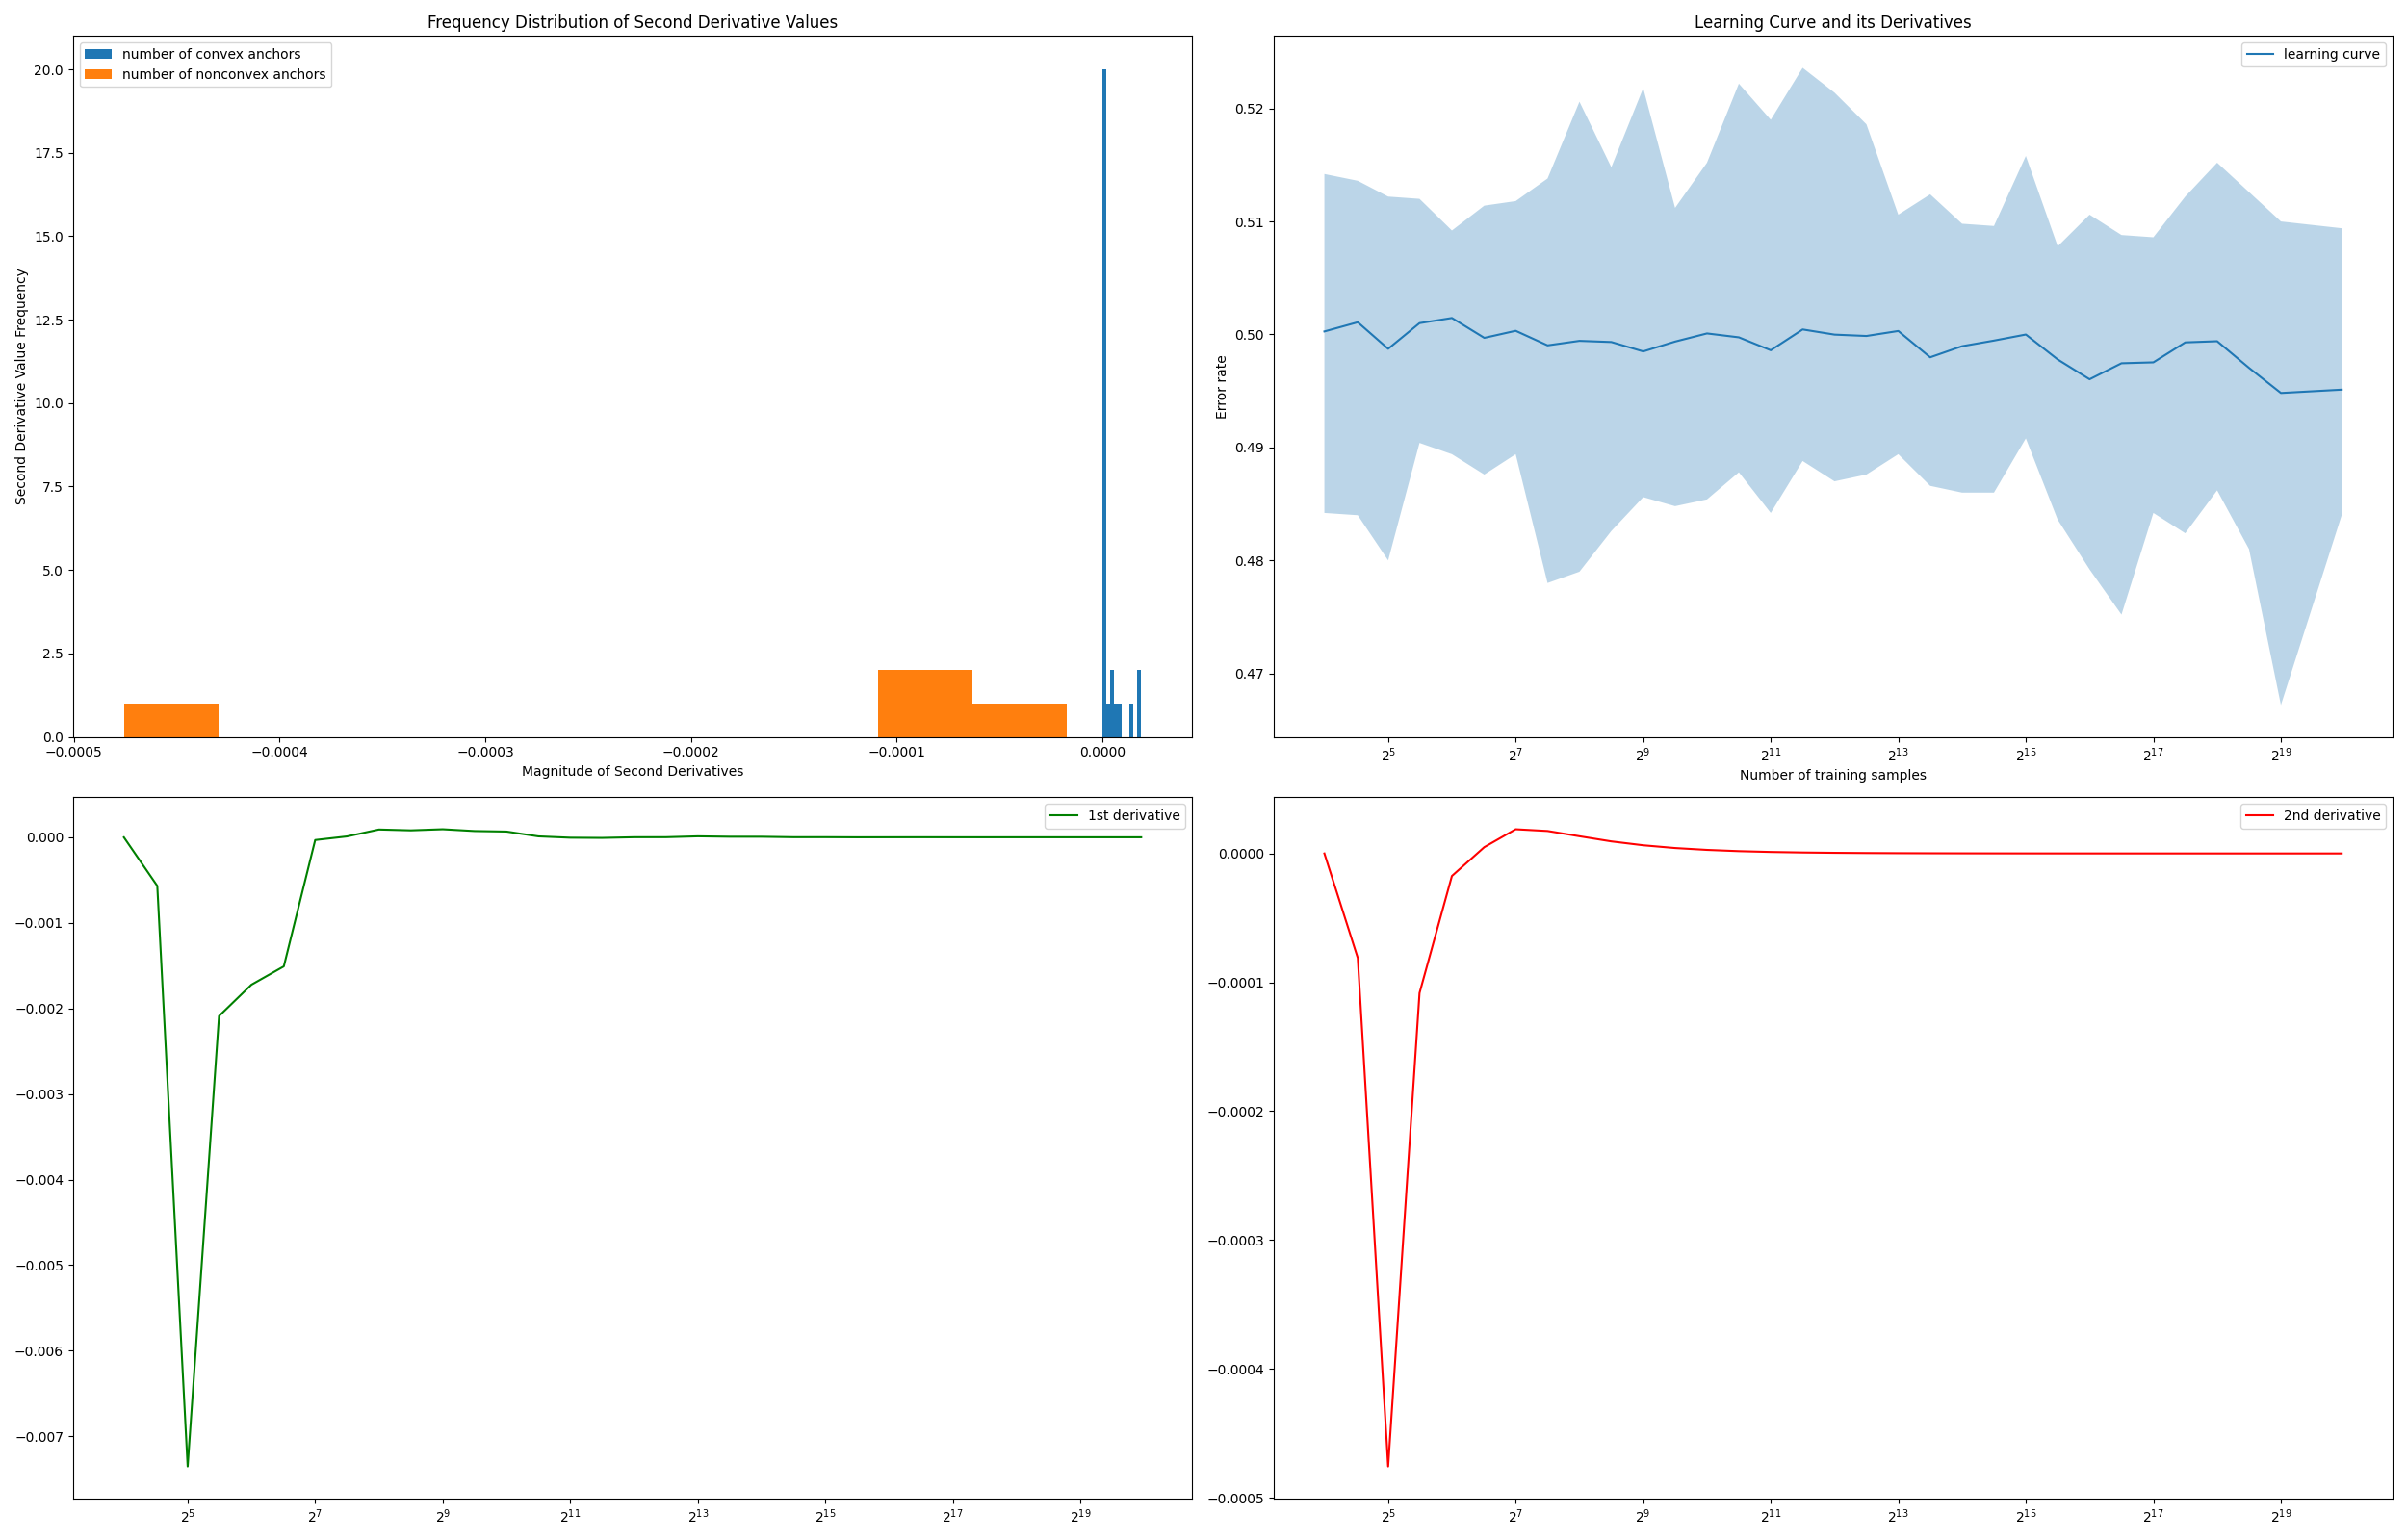 Frequency Distribution of Second Derivative Values
number of convex anchors
number of nonconvex anchors
20.0
17.5
15.0
12.5
10.0
7.5
5.0
2.5
0.0
Second Derivative Value Frequency
−0.0005 −0.0004 −0.0003 −0.0002 −0.0001 0.0000
Magnitude of Second Derivatives
Learning Curve and its Derivatives
learning curve
0.52
0.51
0.50
0.49
0.48
0.47
Error rate
2^5 2^7 2^9 2^11 2^13 2^15 2^17 2^19
Number of training samples
1st derivative
0.000
−0.001
−0.002
−0.003
−0.004
−0.005
−0.006
−0.007
2^5 2^7 2^9 2^11 2^13 2^15 2^17 2^19
2nd derivative
0.0000
−0.0001
−0.0002
−0.0003
−0.0004
−0.0005
2^5 2^7 2^9 2^11 2^13 2^15 2^17 2^19